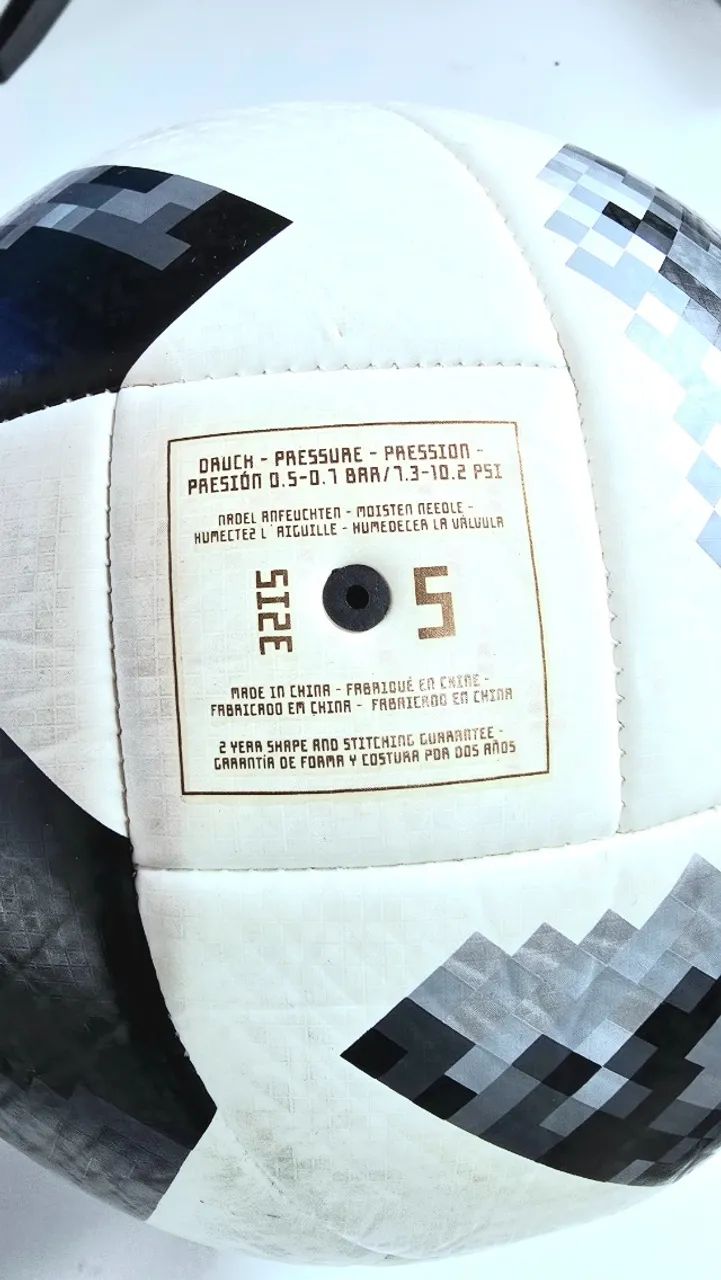 DRUCK - PRESSURE - PRESSION -
PRESIÓN 0.5-0.7 BAR/7.3-10.2 PSI
NADEL ANFEUCHTEN - MOISTEN NEEDLE -
HUMECTEZ L´AIGUILLE - HUMEDECER LA VÁLVULA
SIZE 5
MADE IN CHINA - FABRIQUÉ EN CHINE -
FABRICADO EM CHINA - FABRICADO EN CHINA
2 YEAR SHAPE AND STITCHING GUARANTEE -
GARANTÍA DE FORMA Y COSTURA POR DOS AÑOS